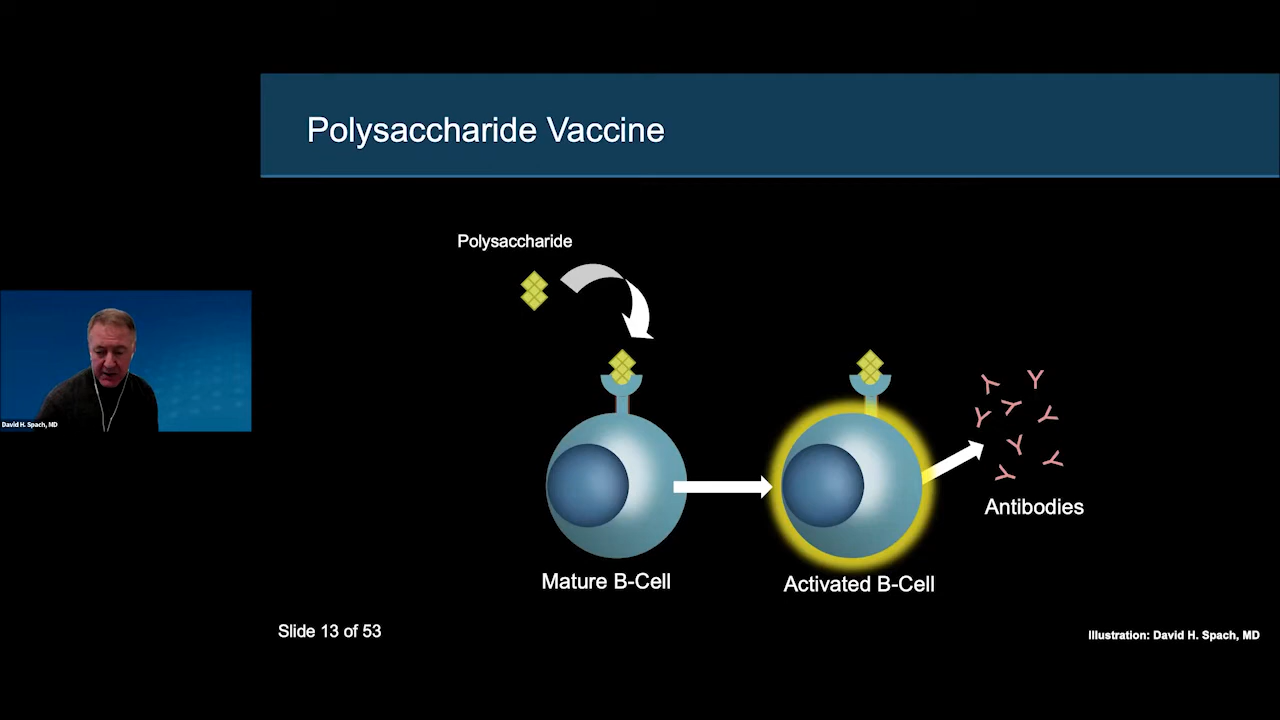 Polysaccharide Vaccine
Polysaccharide
David H. Spach, MD
Antibodies
Mature B-Cell
Activated B-Cell
Slide 13 of 53
Illustration: David H. Spach, MD